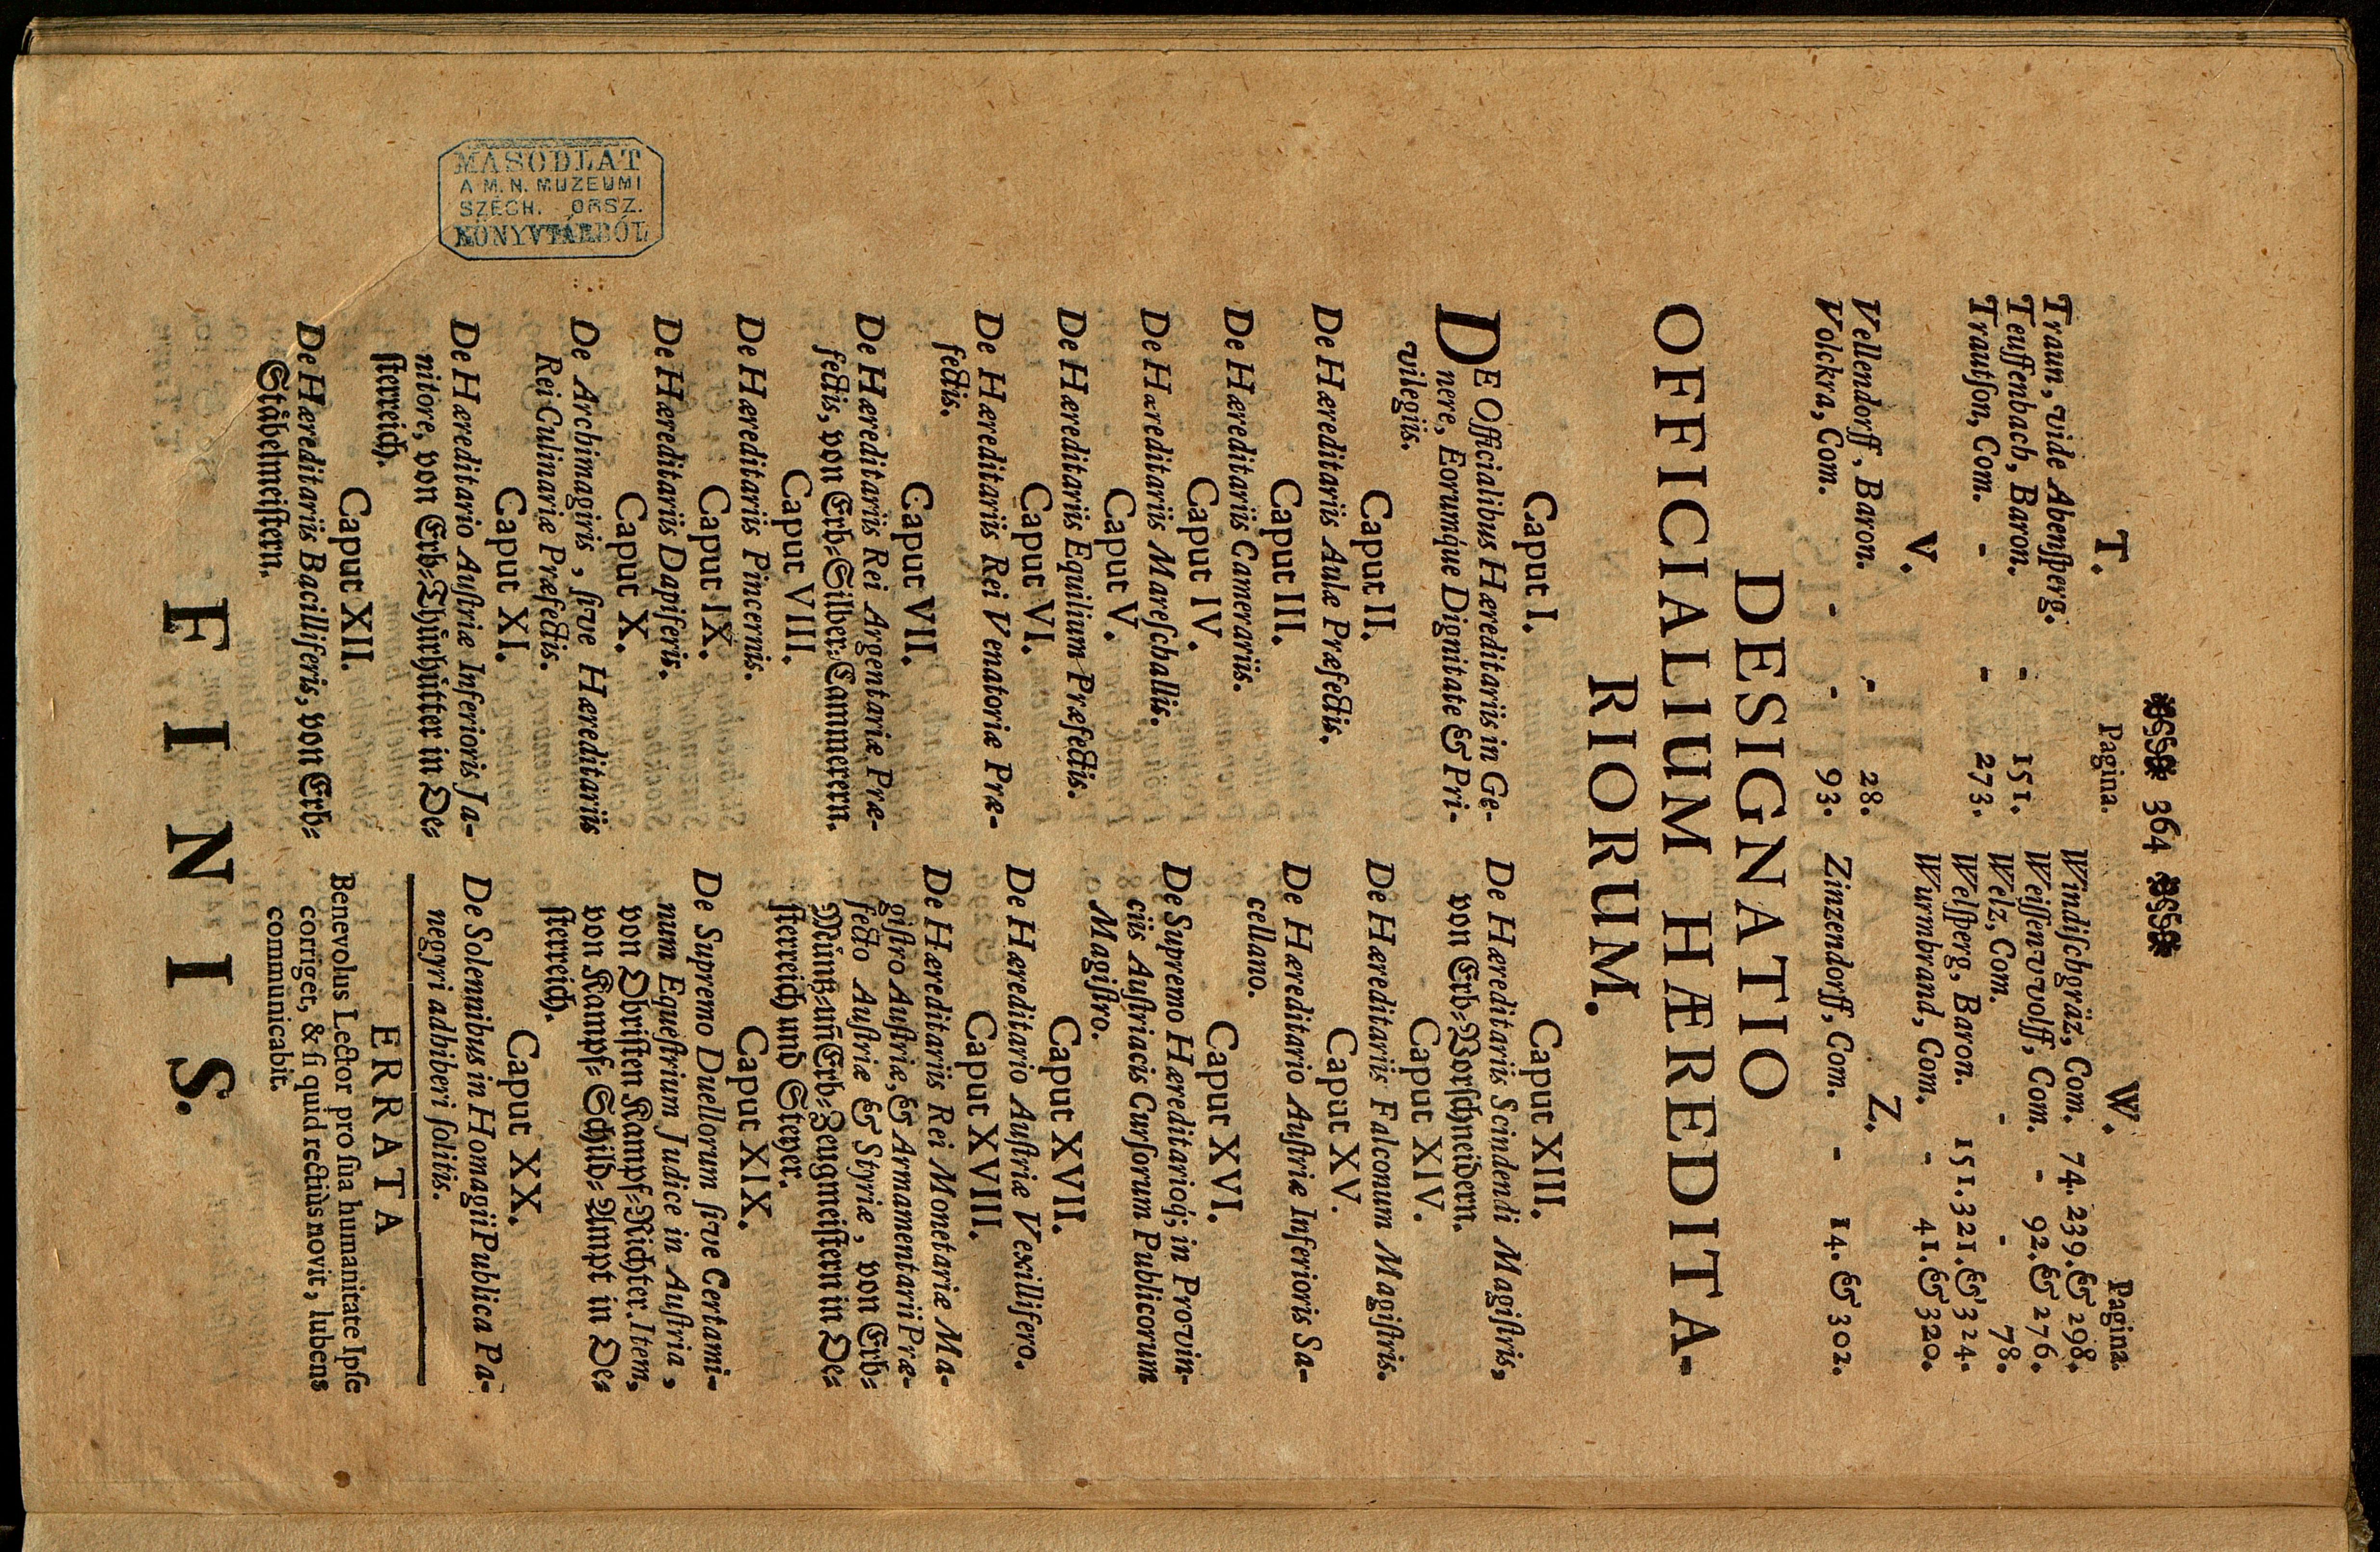 364
T.
Pagina.
Traun, vide Abenſperg.
Teuffenbach, Baron. - 151.
Trautſon, Com. - - 273.
V.
Vellendorff, Baron. - 28.
Volckra, Com. - - 93.
W.
Pagina.
Windiſchgräz, Com. 74. 239. & 298.
Weiſſenvvolff, Com. - 92. & 276.
Welz, Com. - - 78.
Welſperg, Baron. 151. 321. & 324.
Wurmbrand, Com. - 41. & 320.
Z.
Zinzendorff, Com. - 14. & 302.
DESIGNATIO
OFFICIALIUM HÆREDITA-
RIORUM.
Caput I.
DE Officialibus Hæreditariis in Ge-
nere, Eorumque Dignitate & Pri-
vilegiis.
Caput II.
De Hæreditariis Aulæ Præfectis.
Caput III.
De Hæreditariis Camerariis.
Caput IV.
De Hæreditariis Mareſchallis.
Caput V.
De Hæreditariis Equilium Præfectis.
Caput VI.
De Hæreditariis Rei Venatoriæ Præ-
fectis.
Caput VII.
De Hæreditariis Rei Argentariæ Præ-
fectis, von Erb-Silber-Cammerern.
Caput VIII.
De Hæreditariis Pincernis.
Caput IX.
De Hæreditariis Dapiferis.
Caput X.
De Archimagiris, ſive Hæreditariis
Rei Culinariæ Præfectis.
Caput XI.
De Hæreditario Auſtriæ Inferioris Ja-
nitore, von Erb-Thürhütter in Oe-
ſterreich.
Caput XII.
De Hæreditariis Bacilliferis, von Erb-
Stäbelmeiſtern.
Caput XIII.
De Hæreditariis Scindendi Magiſtris,
von Erb-Vorſchneidern.
Caput XIV.
De Hæreditariis Falconum Magiſtris.
Caput XV.
De Hæreditario Auſtriæ Inferioris Sa-
cellano.
Caput XVI.
De Supremo Hæreditarioq; in Provin-
ciis Auſtriacis Curſorum Publicorum
Magiſtro.
Caput XVII.
De Hæreditario Auſtriæ Vexillifero.
Caput XVIII.
De Hæreditariis Rei Monetariæ Ma-
giſtro Auſtriæ, & Armamentarii Præ-
fecto Auſtriæ & Styriæ, von Erb-
Müntz-uñ Erb-Zeugmeiſtern in Oe-
ſterreich und Steyer.
Caput XIX.
De Supremo Duellorum ſive Certami-
num Equeſtrium Judice in Auſtria,
von Obriſten Kampf-Richter. Item,
von Kampf-Schild-Ampt in Oe-
ſterreich.
Caput XX.
De Solemnibus in Homagii Publica Pa-
negyri adhiberi ſolitis.
ERRATA
Benevolus Lector pro ſua humanitate Ipſe
corriget, & ſi quid rectiùs novit, lubens
communicabit.
FINIS.
MASODLAT
A M. N. MUZEUMI
SZÉCH. ORSZ.
KÖNYVTÁRBÓL